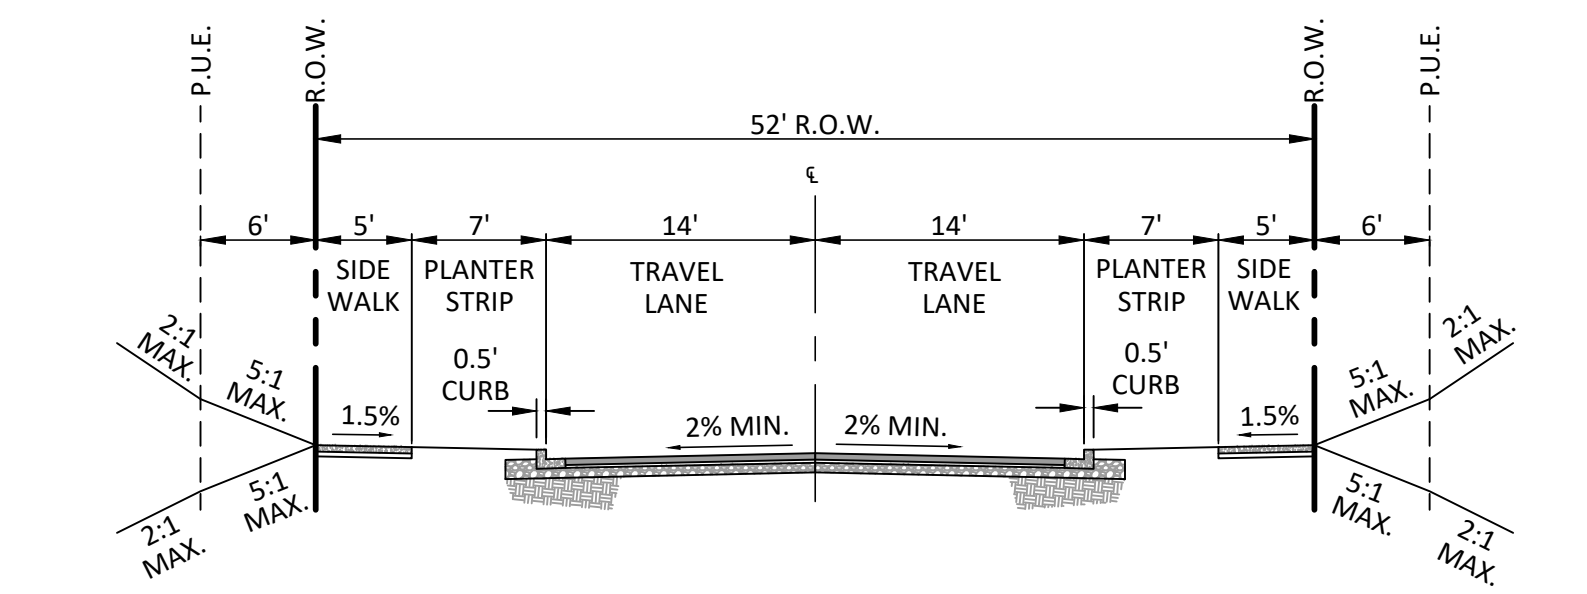 P.U.E.
R.O.W.
R.O.W.
P.U.E.
52' R.O.W.
℄
6'
5'
7'
14'
14'
7'
5'
6'
SIDE
WALK
PLANTER
STRIP
TRAVEL
LANE
TRAVEL
LANE
PLANTER
STRIP
SIDE
WALK
2:1
MAX.
5:1
MAX.
0.5'
CURB
0.5'
CURB
5:1
MAX.
2:1
MAX.
1.5%
2% MIN.
2% MIN.
1.5%
2:1
MAX.
5:1
MAX.
5:1
MAX.
2:1
MAX.